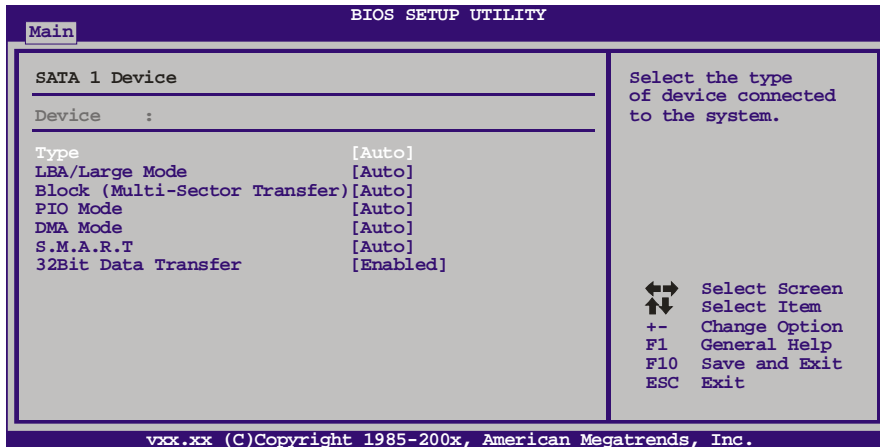 BIOS SETUP UTILITY
Main
SATA 1 Device
Device :
Type [Auto]
LBA/Large Mode [Auto]
Block (Multi-Sector Transfer)[Auto]
PIO Mode [Auto]
DMA Mode [Auto]
S.M.A.R.T [Auto]
32Bit Data Transfer [Enabled]
Select the type
of device connected
to the system.
Select Screen
Select Item
+- Change Option
F1 General Help
F10 Save and Exit
ESC Exit
vxx.xx (C)Copyright 1985-200x, American Megatrends, Inc.